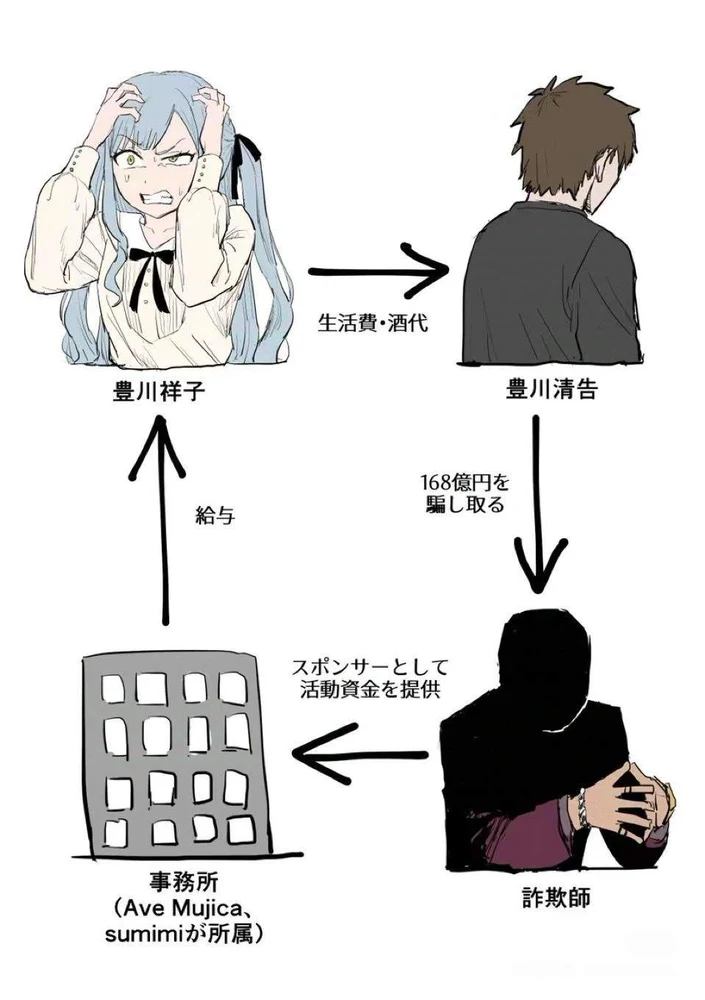 生活費・酒代
豊川祥子
豊川清告
給与
168億円を
騙し取る
スポンサーとして
活動資金を提供
事務所
（Ave Mujica、
sumimiが所属）
詐欺師